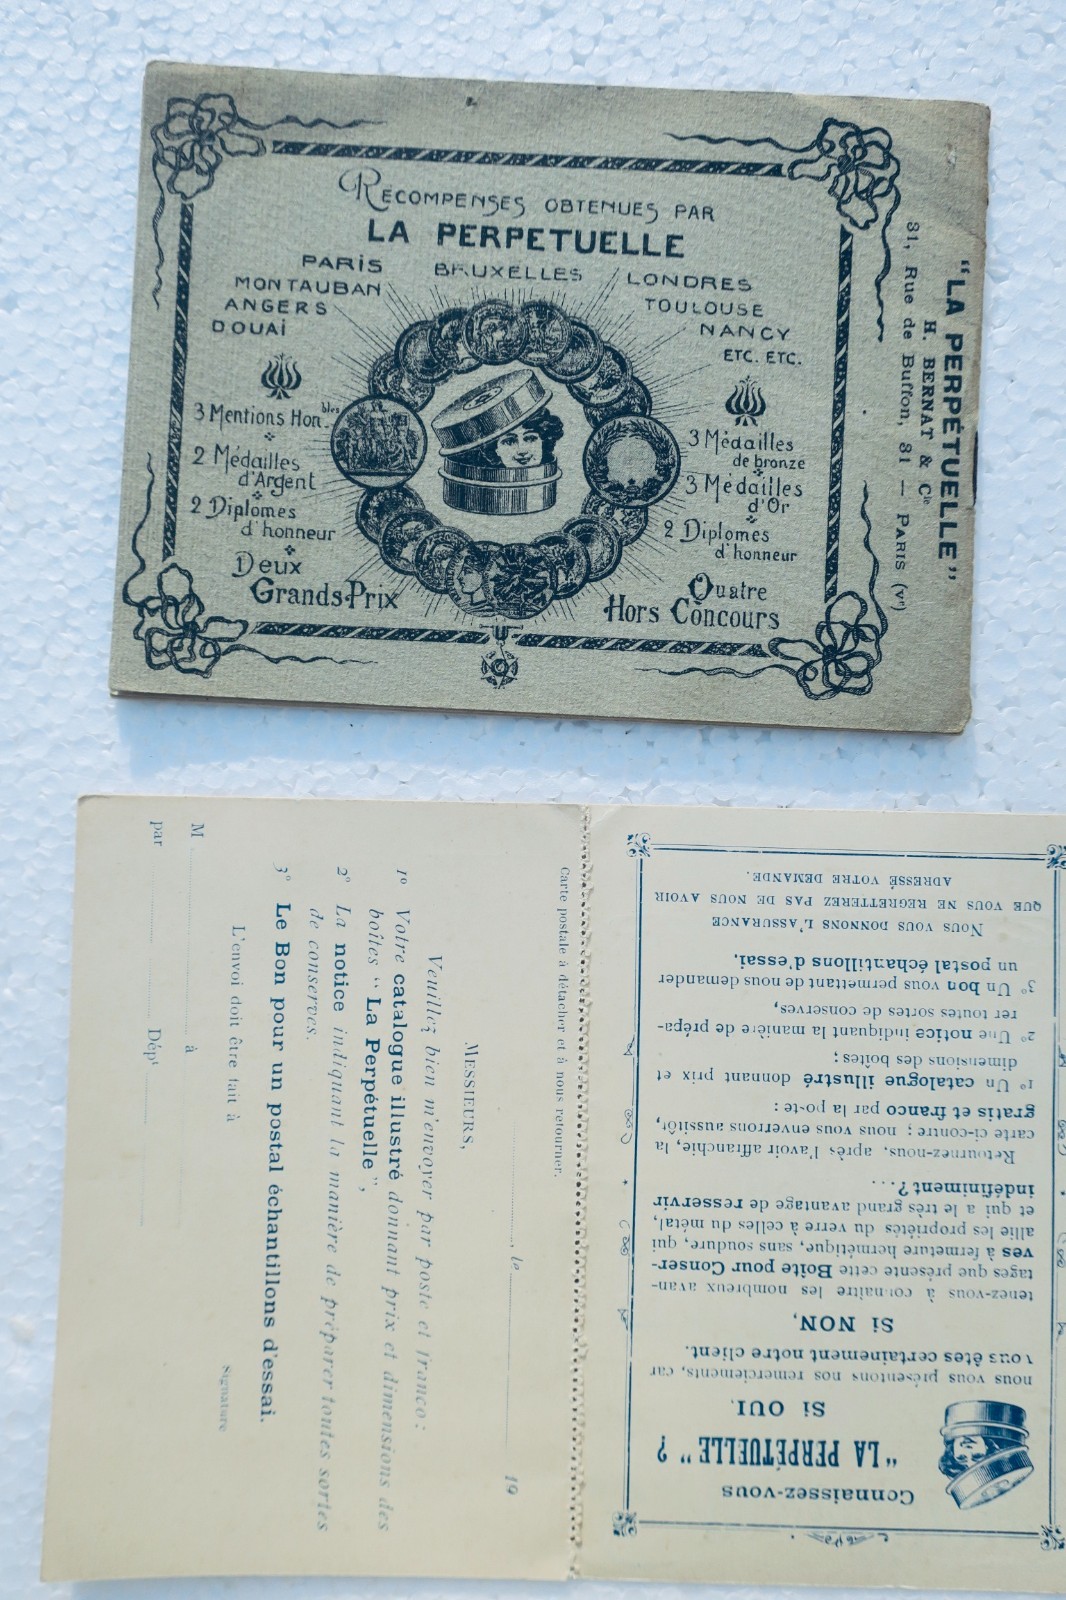 RECOMPENSES OBTENUES PAR
LA PERPETUELLE
PARIS
MONTAUBAN
ANGERS
DOUAI
BRUXELLES
LONDRES
TOULOUSE
NANCY
ETC. ETC.
3 Mentions Hon.bles
2 Médailles
d'Argent
2 Diplomes
d'honneur
Deux
Grands-Prix
3 Médailles
de bronze
3 Médailles
d'Or
2 Diplomes
d'honneur
Quatre
Hors Concours
"LA PERPÉTUELLE"
H. BERNAT & Cie
31, Rue de Buffon, 31 — PARIS (Ve)
Carte postale à détacher et à nous retourner.
, le 19
MESSIEURS,
Veuillez bien m'envoyer par poste et franco :
1º Votre catalogue illustré donnant prix et dimensions des
boîtes "La Perpétuelle",
2º La notice indiquant la manière de préparer toutes sortes
de conserves.
3º Le Bon pour un postal échantillons d'essai.
L'envoi doit être fait à
Signature
M à
par Dépt
Connaissez-vous
"LA PERPÉTUELLE" ?
SI OUI,
nous vous présentons nos remerciements, car
vous êtes certainement notre client.
SI NON,
tenez-vous à connaître les nombreux avan-
tages que présente cette Boîte pour Conser-
ves à fermeture hermétique, sans soudure, qui
allie les propriétés du verre à celles du métal,
et qui a le très grand avantage de resservir
indéfiniment ?...
Retournez-nous, après l'avoir affranchie, la
carte ci-contre ; nous vous enverrons aussitôt,
gratis et franco par la poste :
1º Un catalogue illustré donnant prix et
dimensions des boîtes ;
2º Une notice indiquant la manière de prépa-
rer toutes sortes de conserves,
3º Un bon vous permettant de nous demander
un postal échantillons d'essai.
NOUS VOUS DONNONS L'ASSURANCE
QUE VOUS NE REGRETTEREZ PAS DE NOUS AVOIR
ADRESSÉ VOTRE DEMANDE.